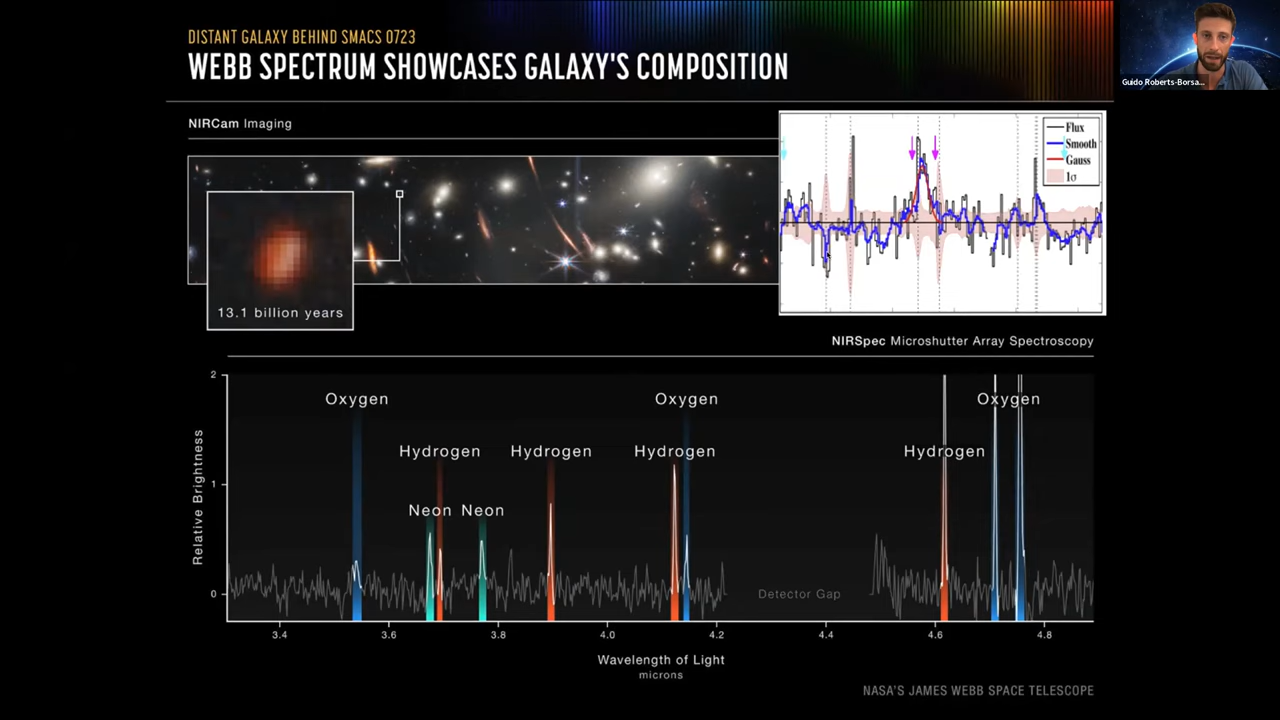 DISTANT GALAXY BEHIND SMACS 0723
WEBB SPECTRUM SHOWCASES GALAXY'S COMPOSITION
Guido Roberts-Borsa...
NIRCam Imaging
Flux
Smooth
Gauss
1σ
13.1 billion years
NIRSpec Microshutter Array Spectroscopy
2
Oxygen
Oxygen
Oxygen
Hydrogen
Hydrogen
Hydrogen
Hydrogen
1
Neon
Neon
Relative Brightness
0
Detector Gap
3.4
3.6
3.8
4.0
4.2
4.4
4.6
4.8
Wavelength of Light
microns
NASA'S JAMES WEBB SPACE TELESCOPE